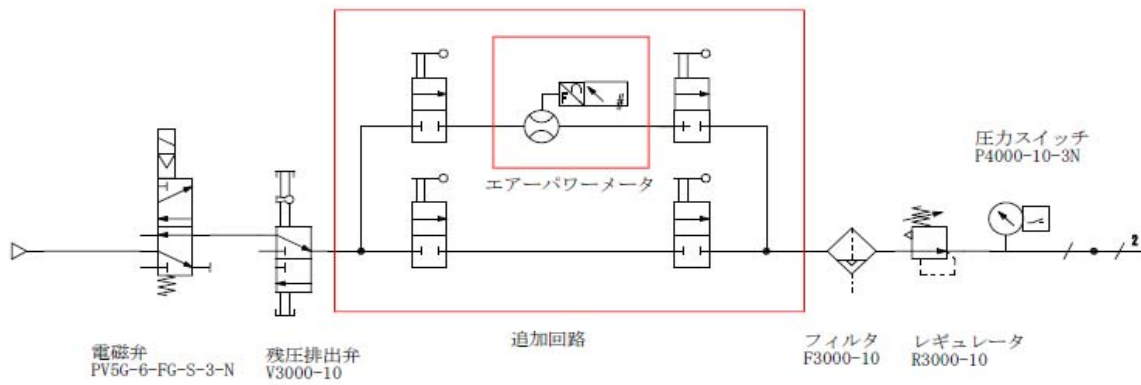 F
エアーパワーメータ
圧力スイッチ
P4000-10-3N
2
追加回路
電磁弁
PV5G-6-FG-S-3-N
残圧排出弁
V3000-10
フィルタ
F3000-10
レギュレータ
R3000-10